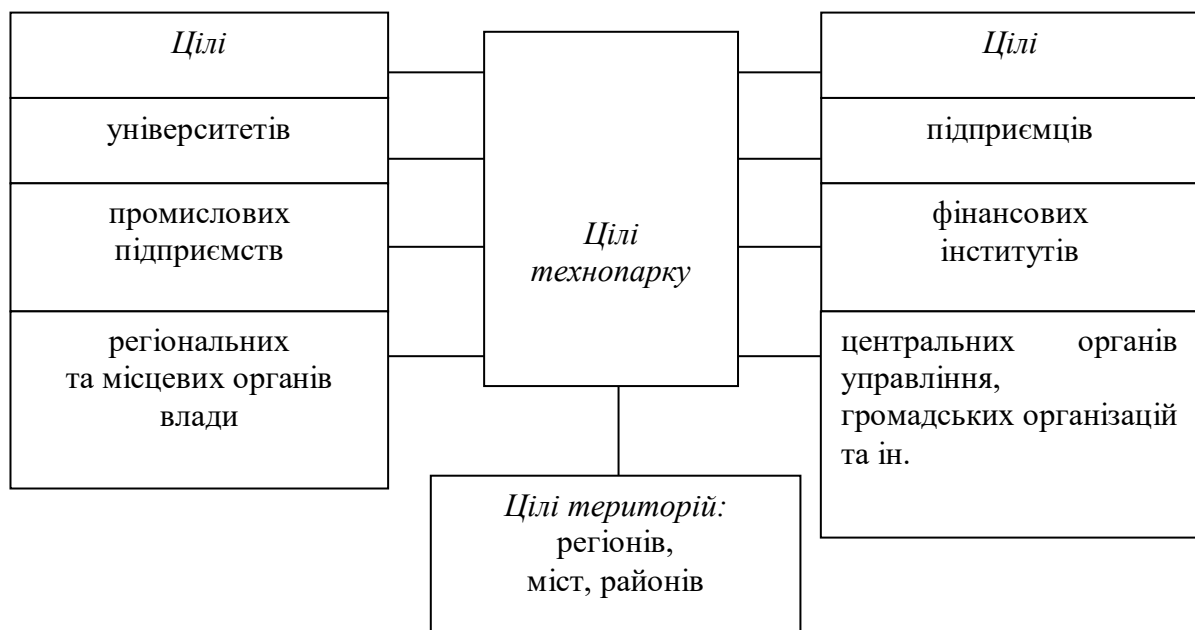 Цілі
університетів
промислових
підприємств
регіональних
та місцевих органів
влади
Цілі
технопарку
Цілі
підприємців
фінансових
інститутів
центральних органів
управління,
громадських організацій
та ін.
Цілі територій:
регіонів,
міст, районів